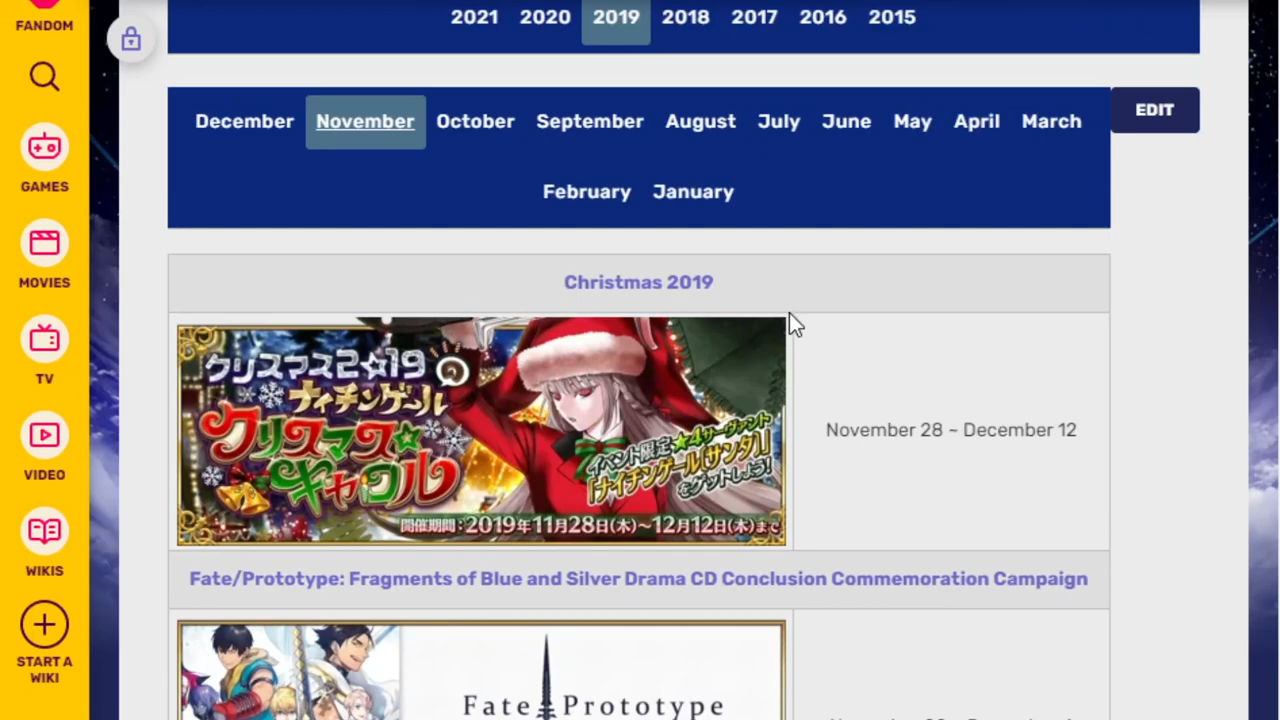 FANDOM
GAMES
MOVIES
TV
VIDEO
WIKIS
START A
WIKI
2021 2020 2019 2018 2017 2016 2015
December November October September August July June May April March
February January
EDIT
Christmas 2019
クリスマス2☆19
ナイチンゲール
クリスマス☆
キャロル
イベント限定★4サーヴァント
「ナイチンゲール〔サンタ〕」
をゲットしよう!
開催期間:2019年11月28日(木)~12月12日(木)まで
November 28 ~ December 12
Fate/Prototype: Fragments of Blue and Silver Drama CD Conclusion Commemoration Campaign
Fate Prototype